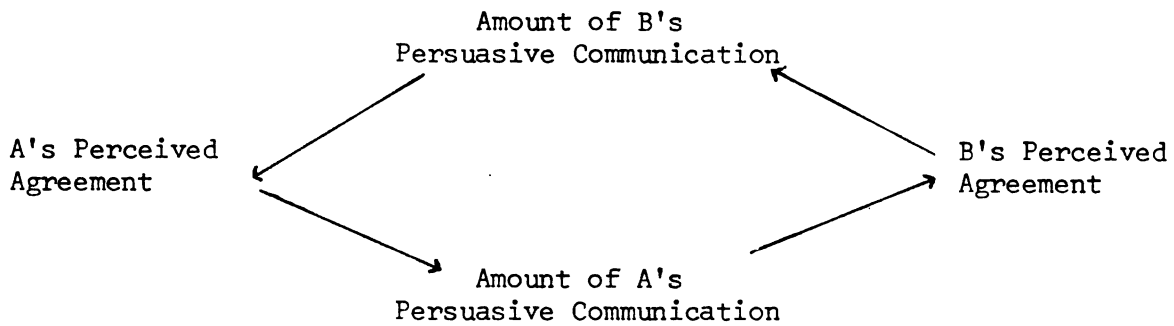 Amount of B's
Persuasive Communication
A's Perceived
Agreement
B's Perceived
Agreement
Amount of A's
Persuasive Communication